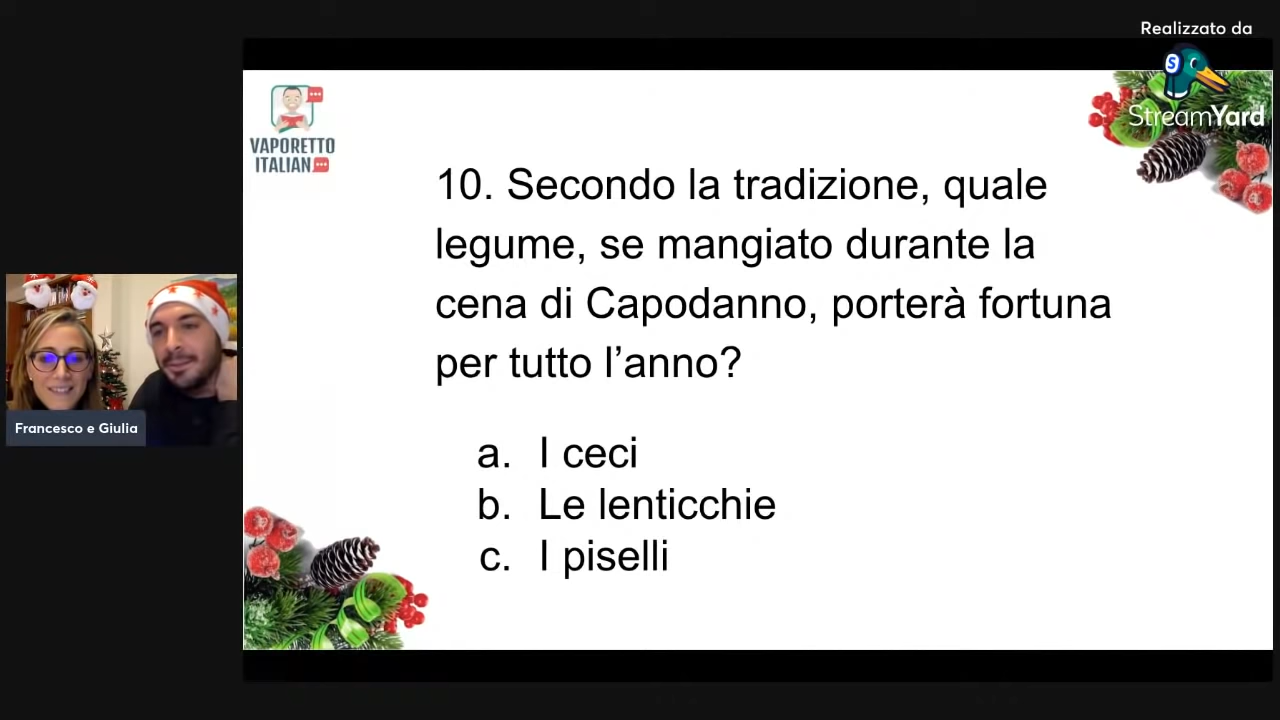 Realizzato da
StreamYard
VAPORETTO
ITALIAN
10. Secondo la tradizione, quale
legume, se mangiato durante la
cena di Capodanno, porterà fortuna
per tutto l’anno?
a. I ceci
b. Le lenticchie
c. I piselli
Francesco e Giulia